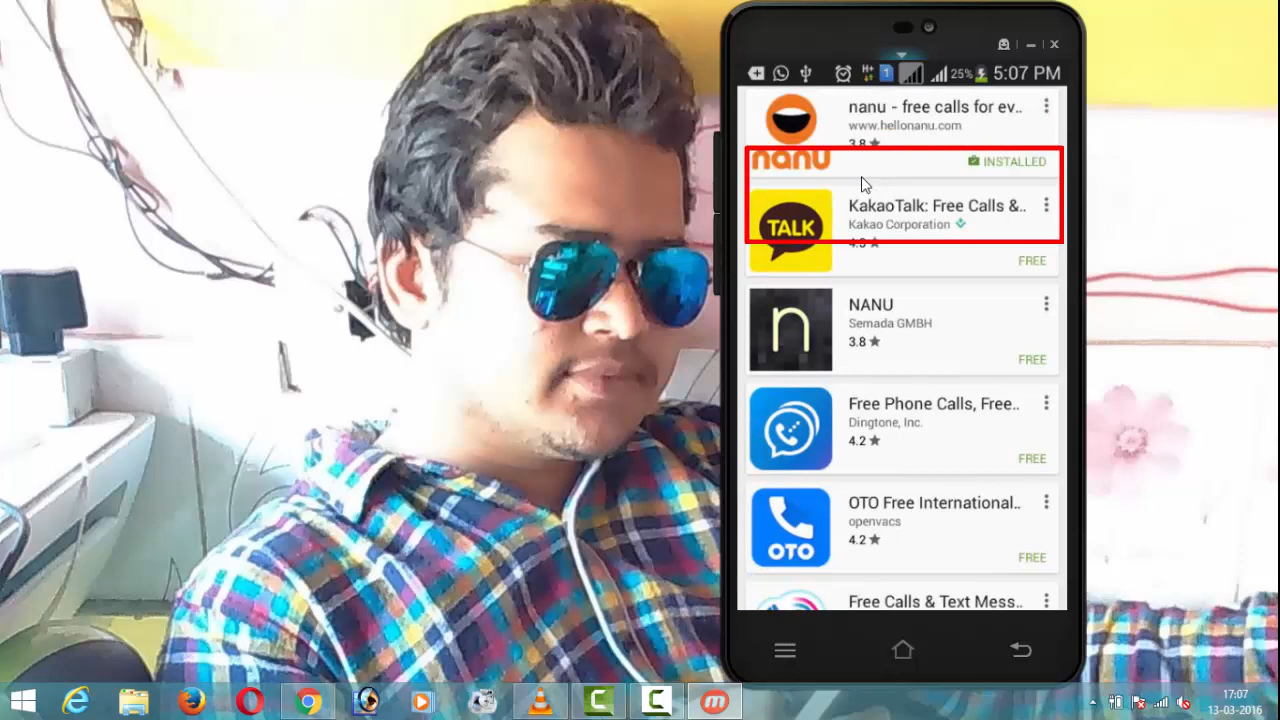 25% 5:07 PM
nanu - free calls for ev..
www.hellonanu.com
3.8
nanu
INSTALLED
KakaoTalk: Free Calls &..
TALK
Kakao Corporation
FREE
NANU
n
Semada GMBH
3.8
FREE
Free Phone Calls, Free..
Dingtone, Inc.
4.2
FREE
OTO Free International..
openvacs
4.2
OTO
FREE
Free Calls & Text Mess..
17:07
13-03-2016